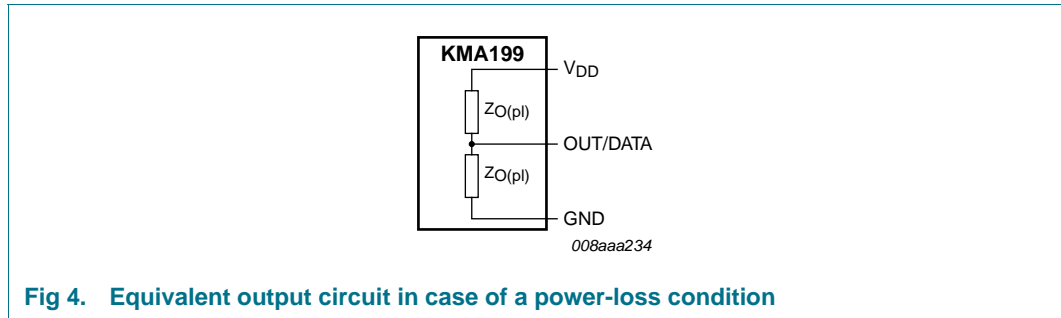 KMA199
VDD
ZO(pl)
OUT/DATA
ZO(pl)
GND
008aaa234
Fig 4. Equivalent output circuit in case of a power-loss condition